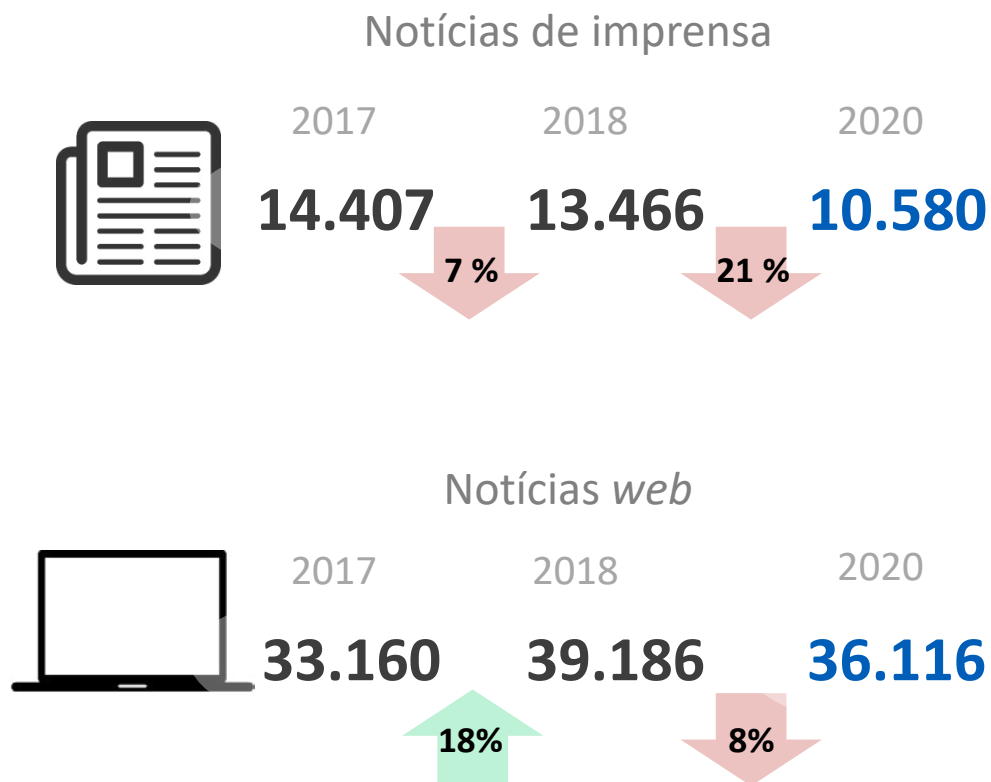 Notícias de imprensa
2017 2018 2020
14.407 13.466 10.580
7 % 21 %
Notícias web
2017 2018 2020
33.160 39.186 36.116
18% 8%